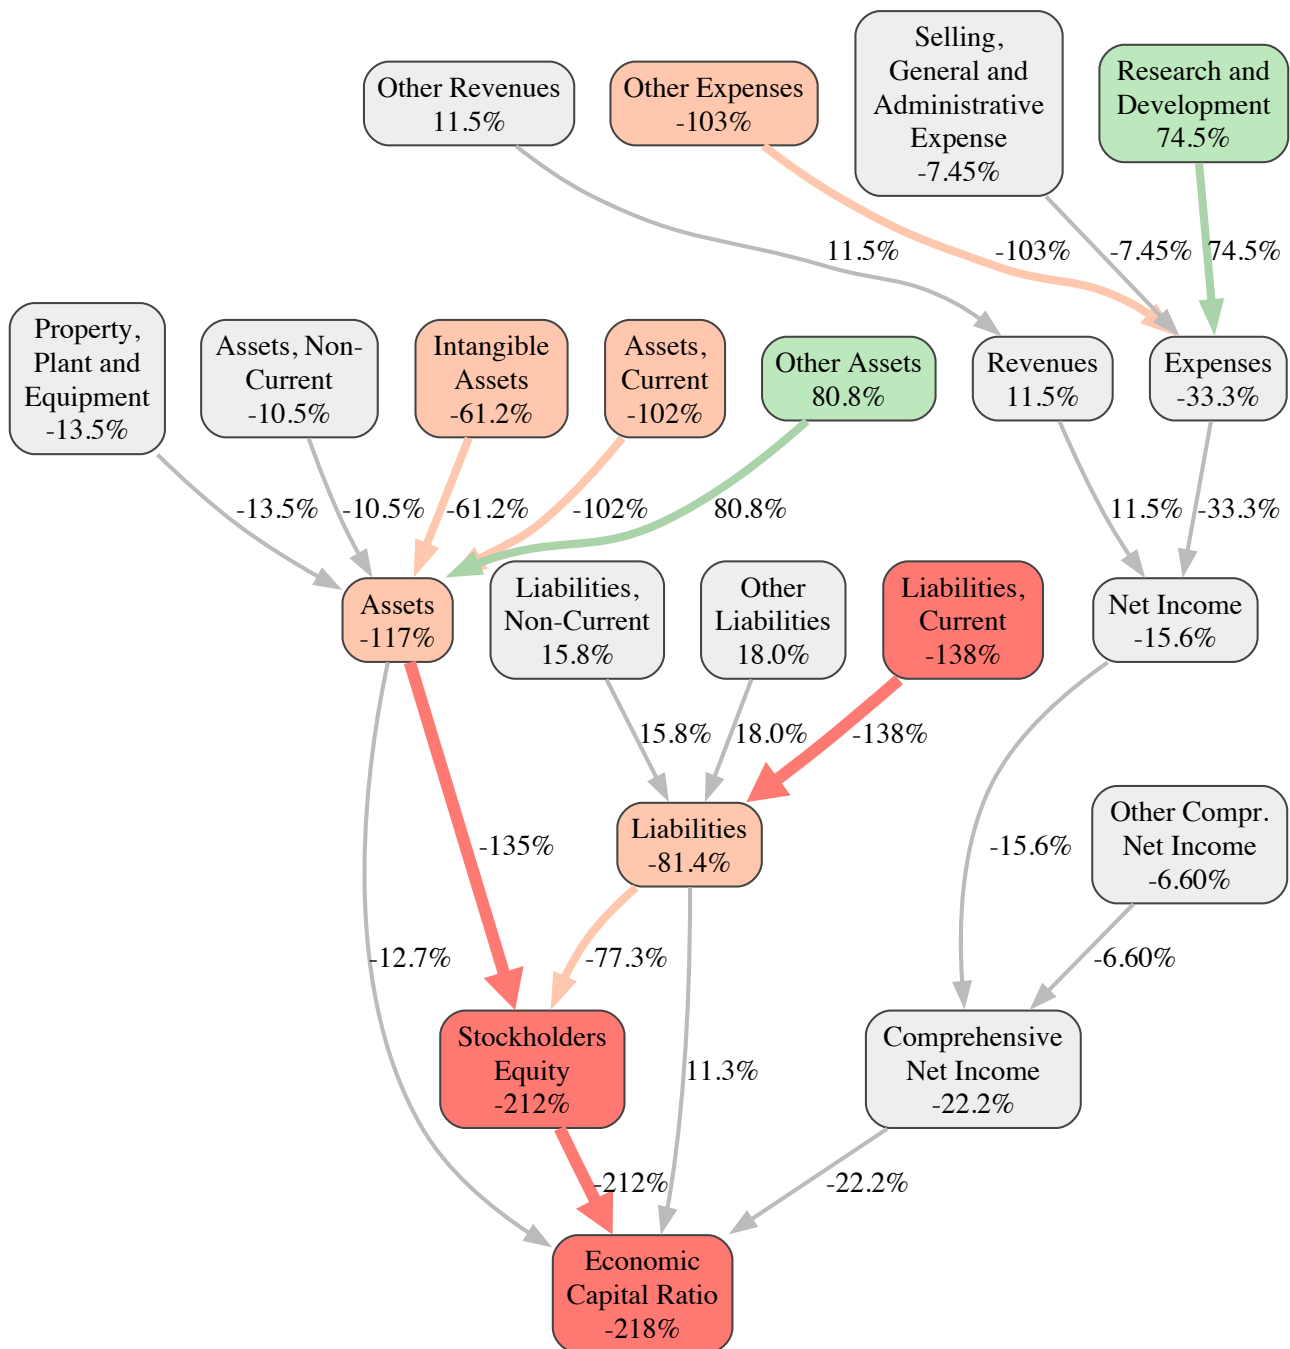 Other Revenues
11.5%
Other Expenses
-103%
Selling,
General and
Administrative
Expense
-7.45%
Research and
Development
74.5%
11.5%
-103%
-7.45%
74.5%
Property,
Plant and
Equipment
-13.5%
Assets, Non-
Current
-10.5%
Intangible
Assets
-61.2%
Assets,
Current
-102%
Other Assets
80.8%
Revenues
11.5%
Expenses
-33.3%
-13.5%
-10.5%
-61.2%
-102%
80.8%
11.5%
-33.3%
Assets
-117%
Liabilities,
Non-Current
15.8%
Other
Liabilities
18.0%
Liabilities,
Current
-138%
Net Income
-15.6%
15.8%
18.0%
-138%
-135%
Liabilities
-81.4%
-15.6%
Other Compr.
Net Income
-6.60%
-12.7%
-77.3%
-6.60%
Stockholders
Equity
-212%
11.3%
Comprehensive
Net Income
-22.2%
-212%
-22.2%
Economic
Capital Ratio
-218%